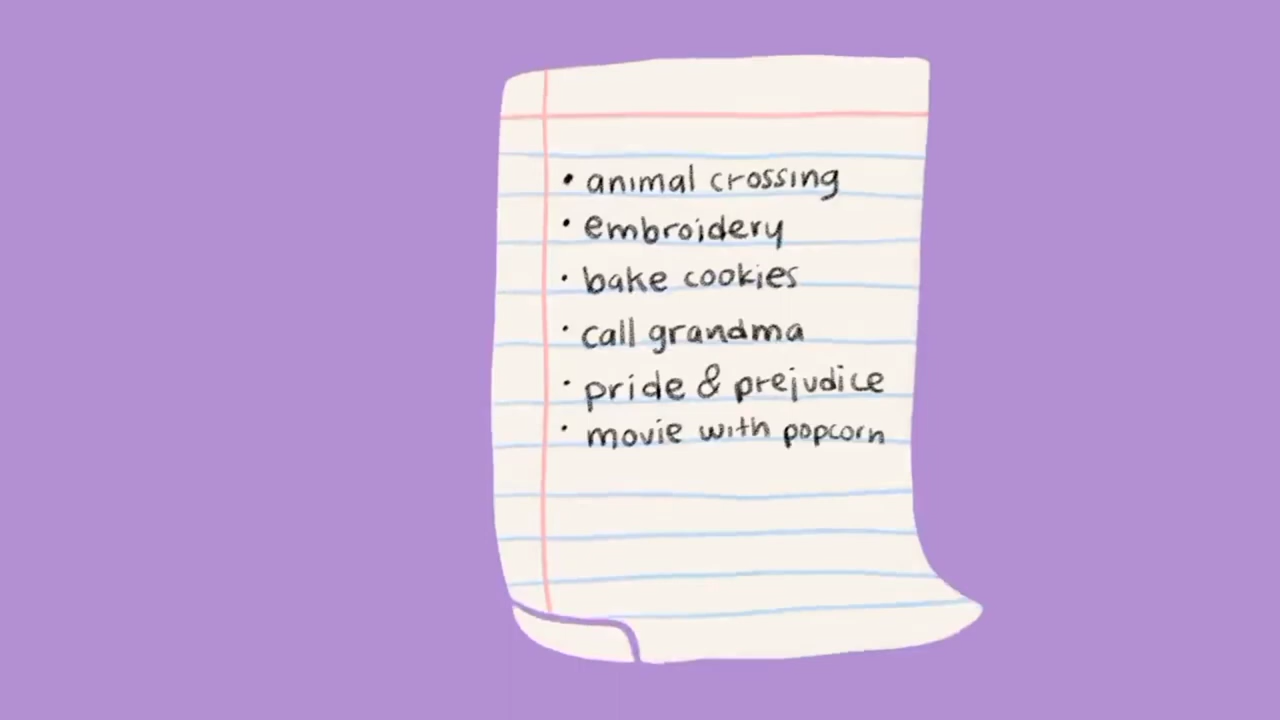 • animal crossing
• embroidery
• bake cookies
• call grandma
• pride & prejudice
• movie with popcorn